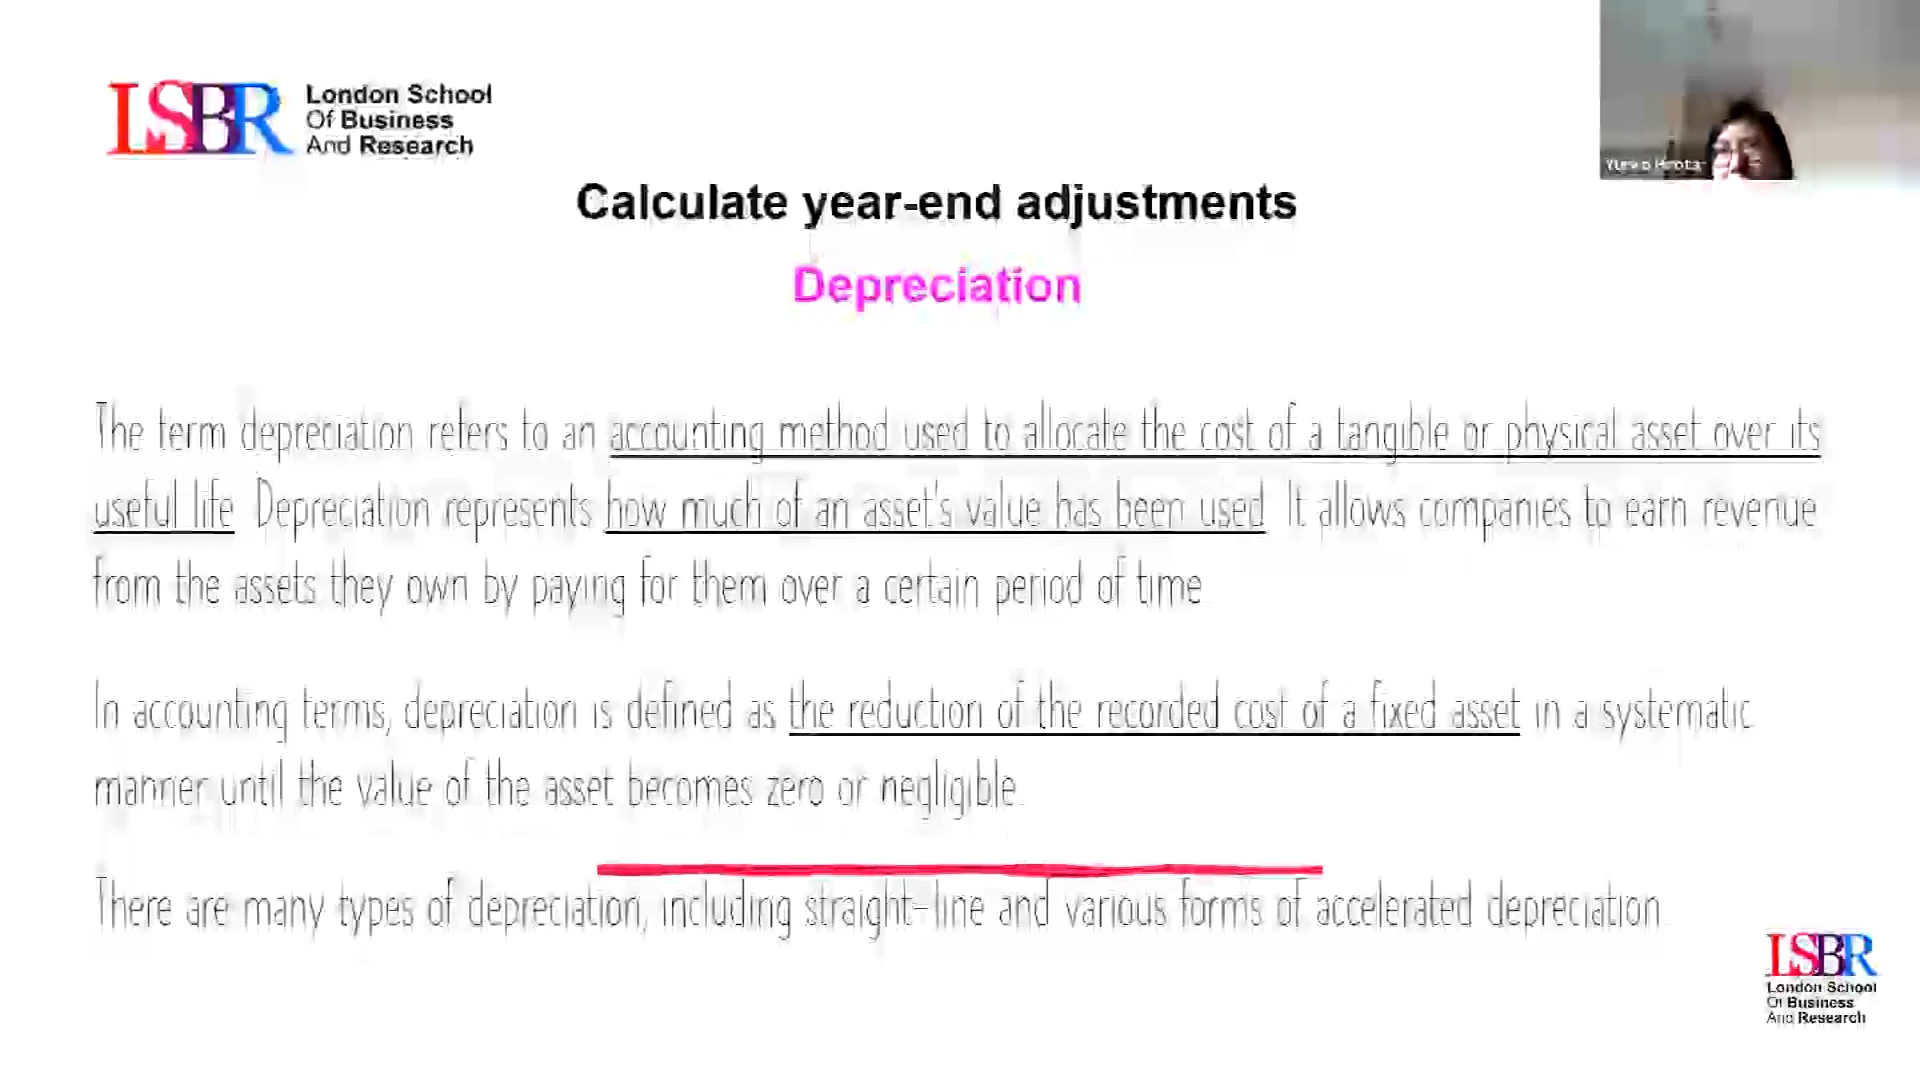 LSBR London School
Of Business
And Research
Calculate year-end adjustments
Depreciation
The term depreciation refers to an accounting method used to allocate the cost of a tangible or physical asset over its
useful life. Depreciation represents how much of an asset's value has been used. It allows companies to earn revenue
from the assets they own by paying for them over a certain period of time.
In accounting terms, depreciation is defined as the reduction of the recorded cost of a fixed asset in a systematic
manner until the value of the asset becomes zero or negligible.
There are many types of depreciation, including straight-line and various forms of accelerated depreciation.
LSBR
London School
Of Business
And Research